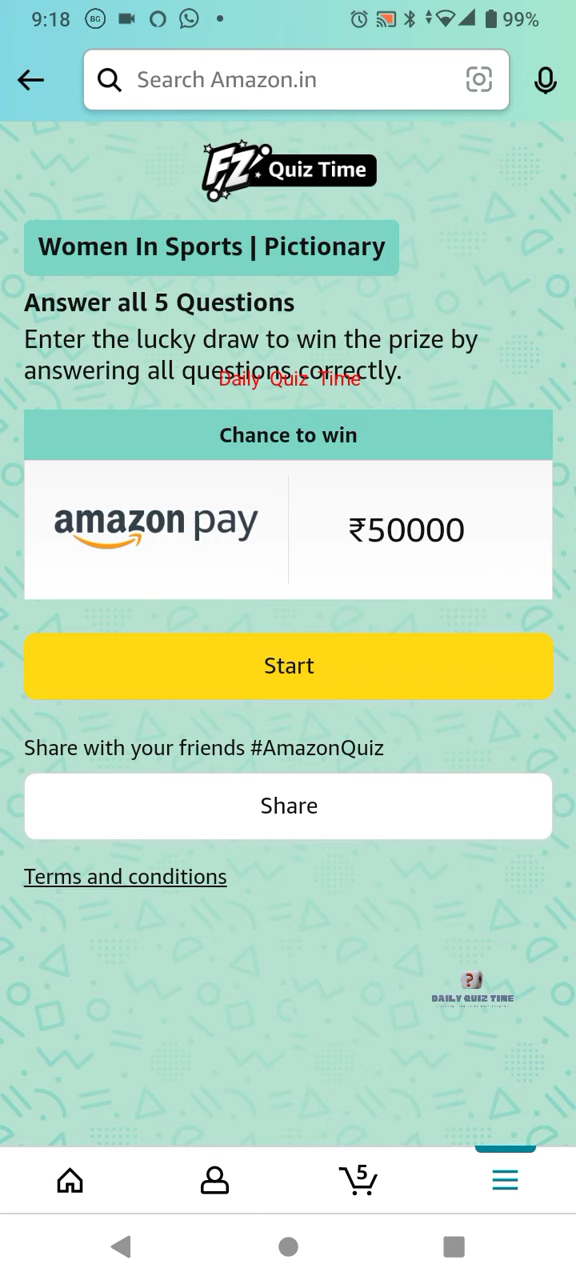 9:18
BG
99%
Search Amazon.in
FZ Quiz Time
Women In Sports | Pictionary
Answer all 5 Questions
Enter the lucky draw to win the prize by
answering all questions correctly.
Daily Quiz Time
Chance to win
amazon pay
₹50000
Start
Share with your friends #AmazonQuiz
Share
Terms and conditions
?
DAILY QUIZ TIME
5